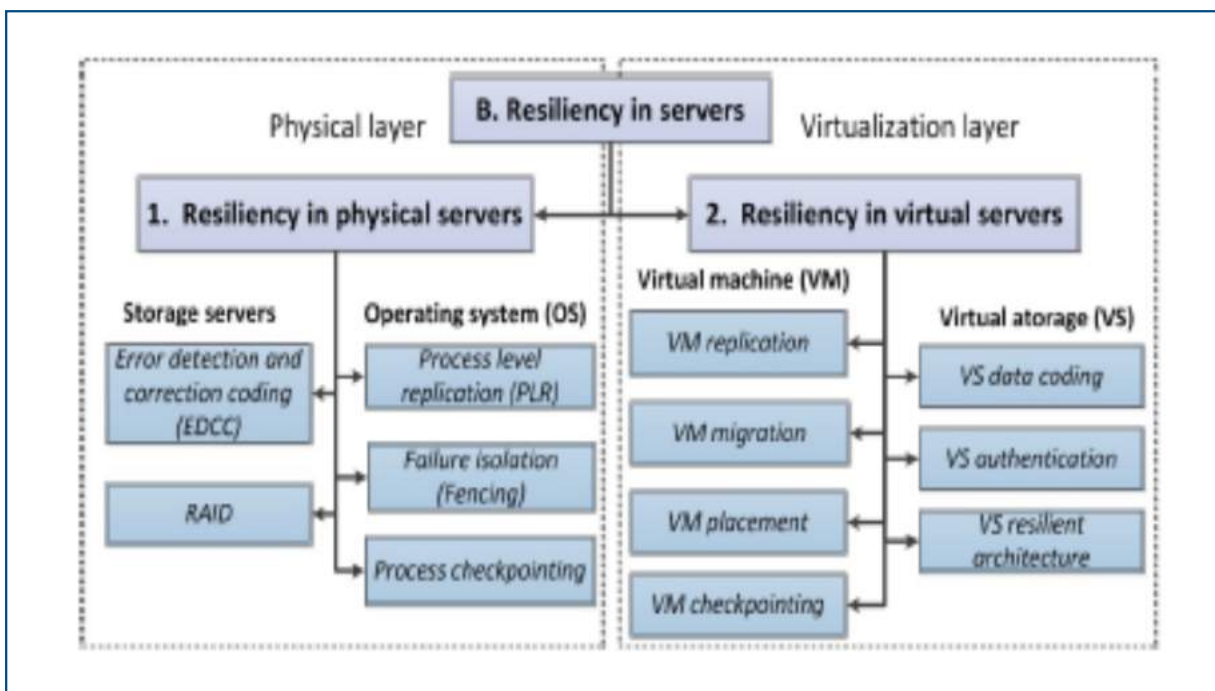 B. Resiliency in servers
Physical layer
Virtualization layer
1. Resiliency in physical servers
2. Resiliency in virtual servers
Storage servers
Error detection and
correction coding
(EDCC)
RAID
Operating system (OS)
Process level
replication (PLR)
Failure isolation
(Fencing)
Process checkpointing
Virtual machine (VM)
VM replication
VM migration
VM placement
VM checkpointing
Virtual atorage (VS)
VS data coding
VS authentication
VS resilient
architecture